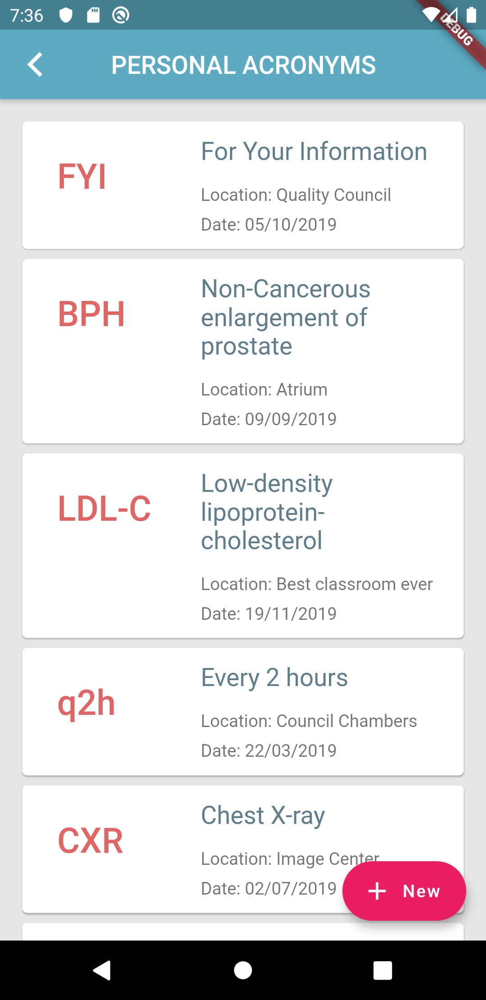 7:36
DEBUG
PERSONAL ACRONYMS
FYI
For Your Information
Location: Quality Council
Date: 05/10/2019
BPH
Non-Cancerous
enlargement of
prostate
Location: Atrium
Date: 09/09/2019
LDL-C
Low-density
lipoprotein-
cholesterol
Location: Best classroom ever
Date: 19/11/2019
q2h
Every 2 hours
Location: Council Chambers
Date: 22/03/2019
CXR
Chest X-ray
Location: Image Center
Date: 02/07/2019
New